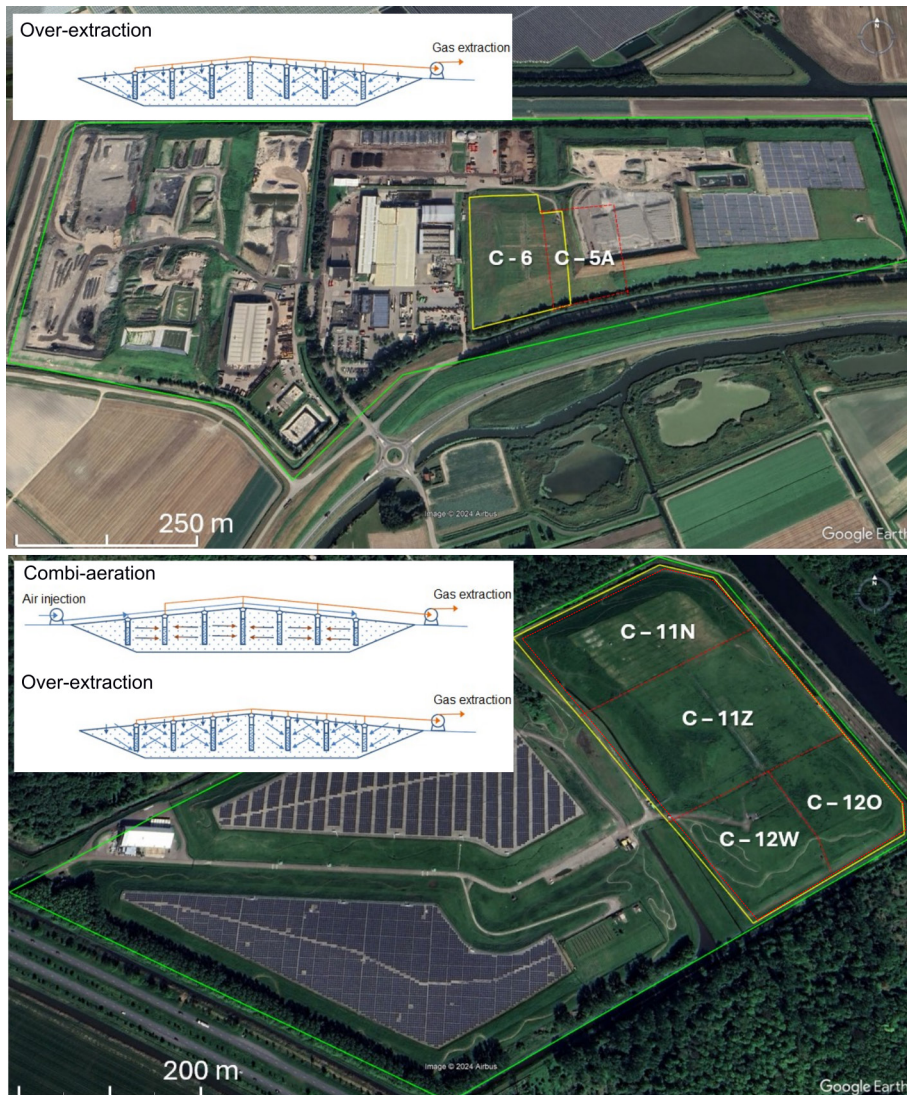 Over-extraction
Gas extraction
N
C - 6
C - 5A
Image © 2024 Airbus
250 m
Google Earth
Combi-aeration
Air injection
Gas extraction
Over-extraction
Gas extraction
N
C - 11N
C - 11Z
C - 12O
C - 12W
Image © 2024 Airbus
200 m
Google Earth